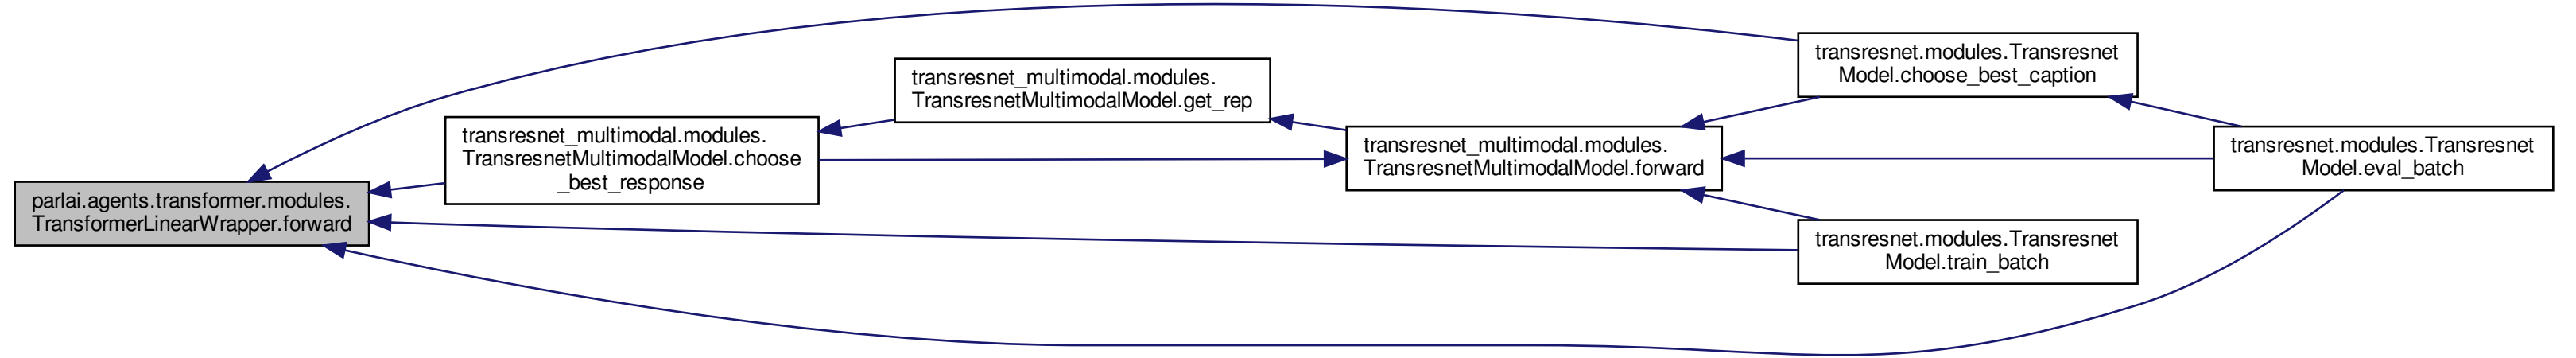 parlai.agents.transformer.modules.
TransformerLinearWrapper.forward
transresnet_multimodal.modules.
TransresnetMultimodalModel.choose
_best_response
transresnet_multimodal.modules.
TransresnetMultimodalModel.get_rep
transresnet_multimodal.modules.
TransresnetMultimodalModel.forward
transresnet.modules.Transresnet
Model.choose_best_caption
transresnet.modules.Transresnet
Model.eval_batch
transresnet.modules.Transresnet
Model.train_batch